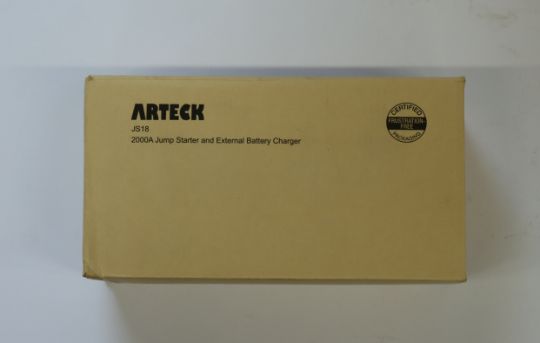 ARTECK
JS18
2000A Jump Starter and External Battery Charger
CERTIFIED
FRUSTRATION-
FREE
PACKAGING